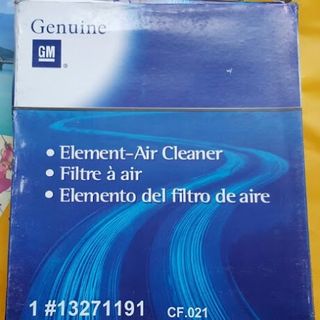 Genuine
GM
®
• Element-Air Cleaner
• Filtre à air
• Elemento del filtro de aire
1 #13271191 CF.021